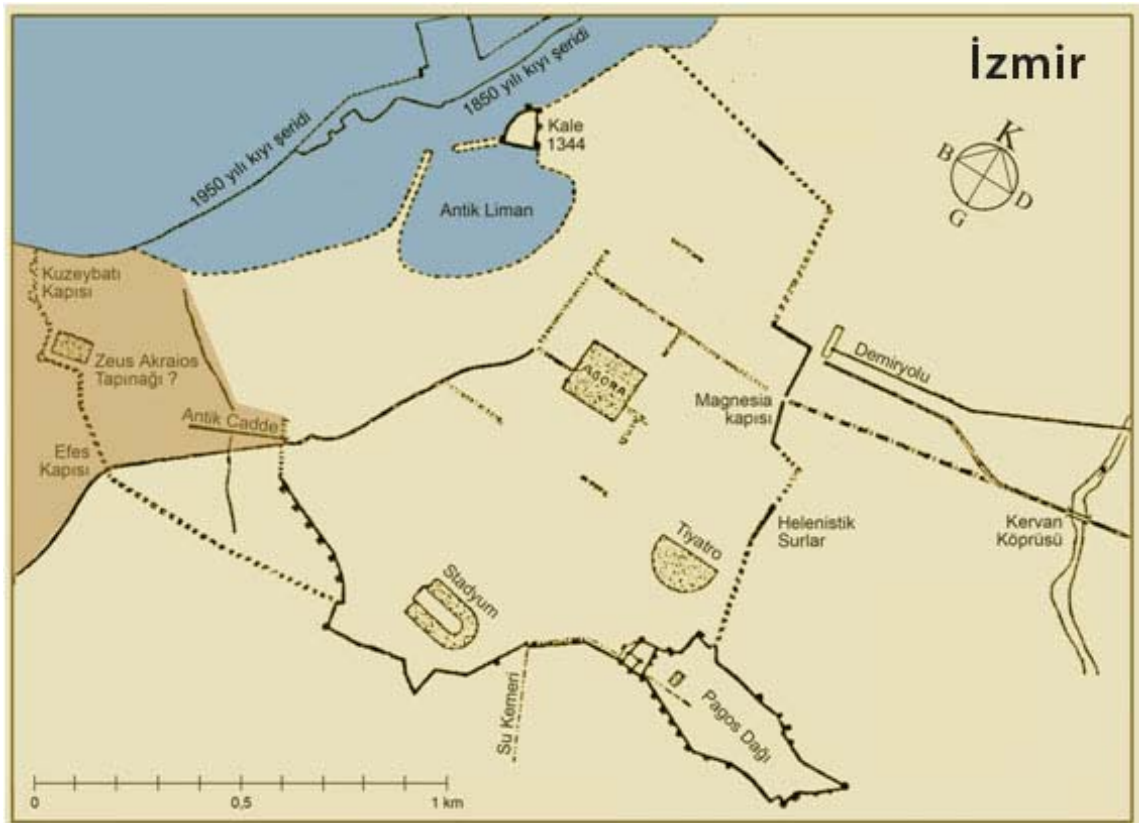 İzmir
K
B
D
G
1950 yılı kıyı şeridi
1850 yılı kıyı şeridi
Kale
1344
Antik Liman
Kuzeybatı
Kapısı
Zeus Akraios
Tapınağı ?
Antik Cadde
Efes
Kapısı
AGORA
Magnesia
kapısı
Demiryolu
Helenistik
Surlar
Kervan
Köprüsü
Tiyatro
Stadyum
Su Kemeri
Pagos Dağı
0
0,5
1 km